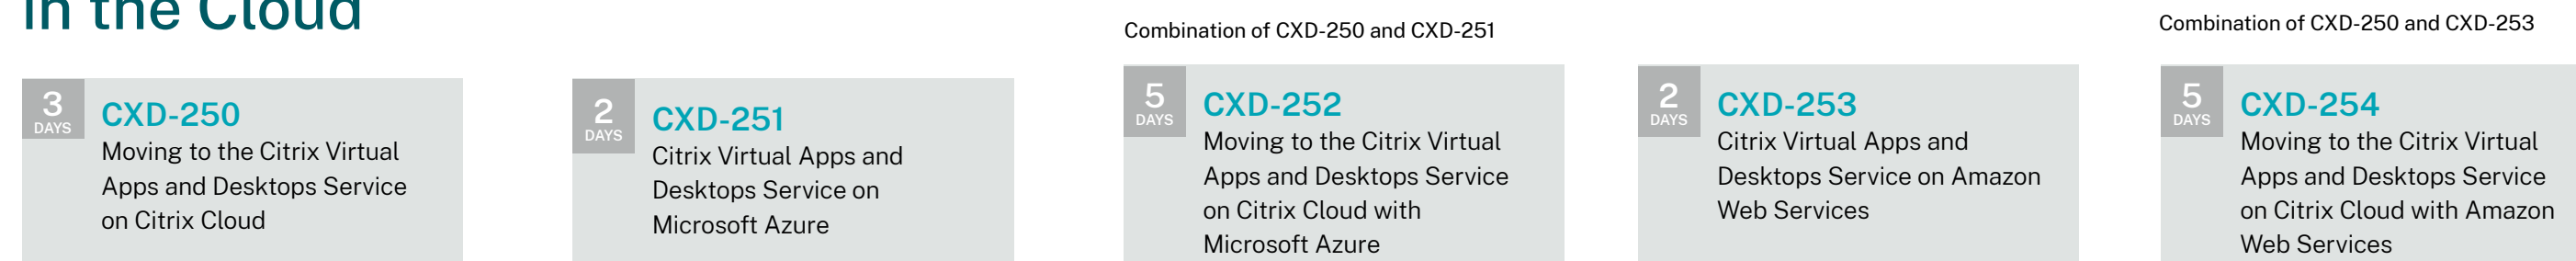 in the Cloud
3
DAYS
CXD-250
Moving to the Citrix Virtual
Apps and Desktops Service
on Citrix Cloud
2
DAYS
CXD-251
Citrix Virtual Apps and
Desktops Service on
Microsoft Azure
Combination of CXD-250 and CXD-251
5
DAYS
CXD-252
Moving to the Citrix Virtual
Apps and Desktops Service
on Citrix Cloud with
Microsoft Azure
2
DAYS
CXD-253
Citrix Virtual Apps and
Desktops Service on Amazon
Web Services
Combination of CXD-250 and CXD-253
5
DAYS
CXD-254
Moving to the Citrix Virtual
Apps and Desktops Service
on Citrix Cloud with Amazon
Web Services